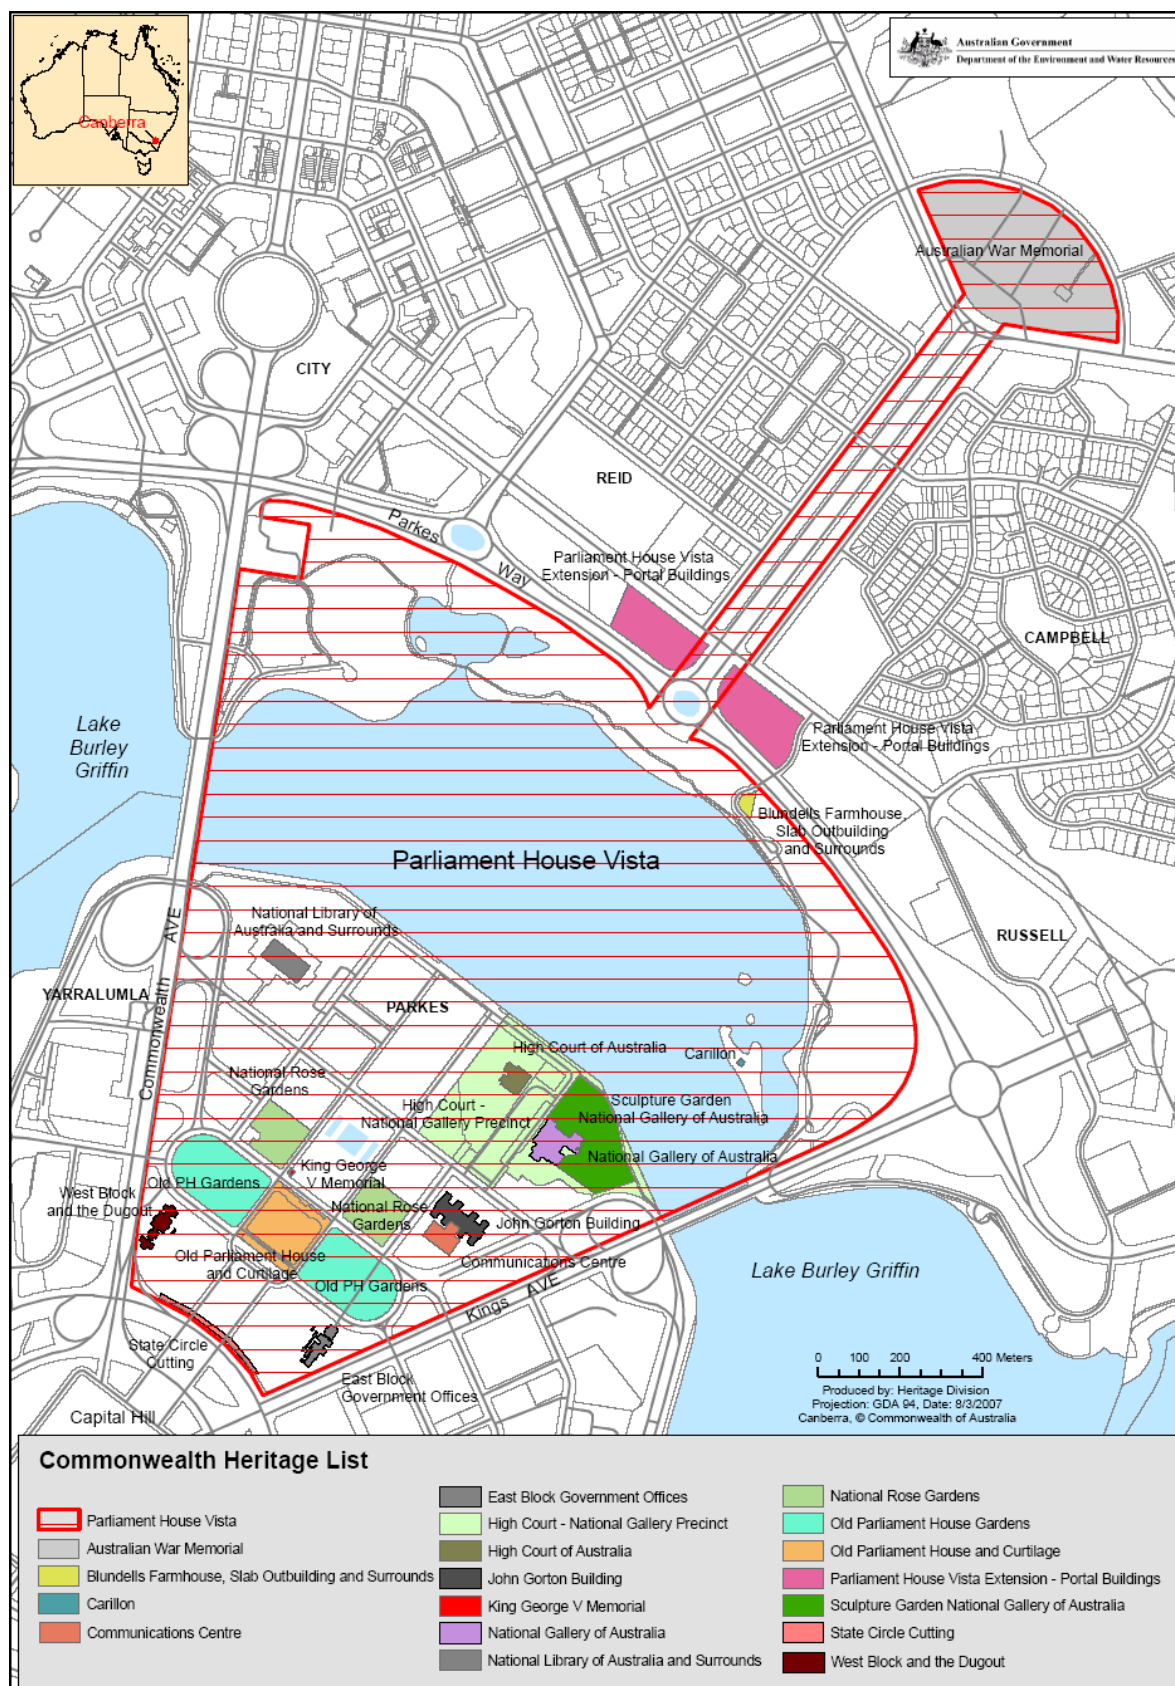 Canberra
Australian Government
Department of the Environment and Water Resources
Australian War Memorial
CITY
REID
Parkes
Way
Parliament House Vista
Extension - Portal Buildings
CAMPBELL
Lake
Burley
Griffin
Parliament House Vista
Extension - Portal Buildings
Blundells Farmhouse,
Slab Outbuilding
and Surrounds
Parliament House Vista
AVE
Commonwealth
National Library of
Australia and Surrounds
RUSSELL
YARRALUMLA
PARKES
High Court of Australia
Carillon
National Rose
Gardens
High Court -
National Gallery Precinct
Sculpture Garden
National Gallery of Australia
National Gallery of Australia
King George
V Memorial
Old PH Gardens
West Block
and the Dugout
National Rose
Gardens
John Gorton Building
Old Parliament House
and Curtilage
Communications Centre
Old PH Gardens
Kings
AVE
Lake Burley Griffin
State Circle
Cutting
East Block
Government Offices
Capital Hill
0 100 200 400 Meters
Produced by: Heritage Division
Projection: GDA 94, Date: 8/3/2007
Canberra, © Commonwealth of Australia
Commonwealth Heritage List
Parliament House Vista
Australian War Memorial
Blundells Farmhouse, Slab Outbuilding and Surrounds
Carillon
Communications Centre
East Block Government Offices
High Court - National Gallery Precinct
High Court of Australia
John Gorton Building
King George V Memorial
National Gallery of Australia
National Library of Australia and Surrounds
National Rose Gardens
Old Parliament House Gardens
Old Parliament House and Curtilage
Parliament House Vista Extension - Portal Buildings
Sculpture Garden National Gallery of Australia
State Circle Cutting
West Block and the Dugout